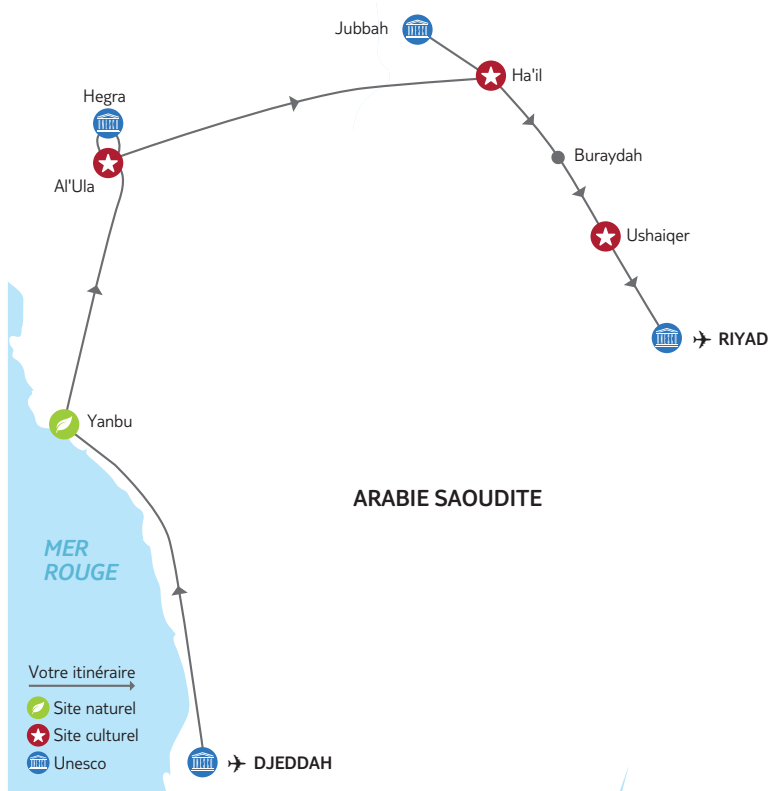 Jubbah
Ha'il
Hegra
Al'Ula
Buraydah
Ushaiqer
RIYAD
Yanbu
ARABIE SAOUDITE
MER
ROUGE
Votre itinéraire
Site naturel
Site culturel
Unesco
DJEDDAH